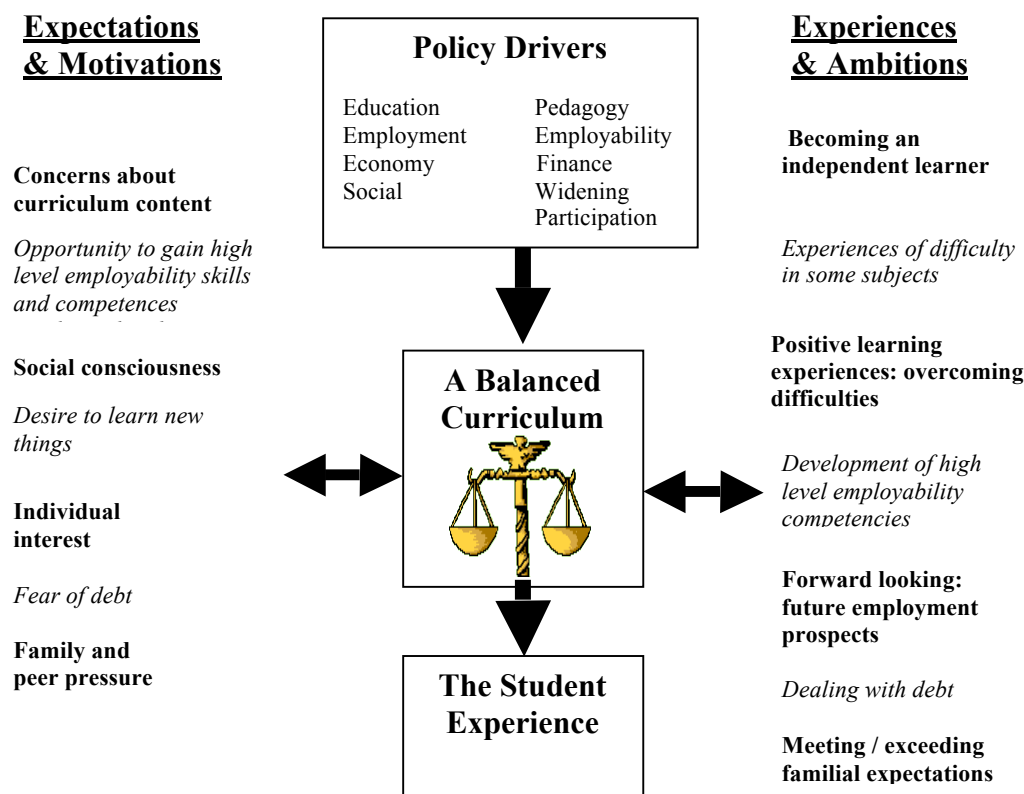 Expectations
& Motivations
Concerns about
curriculum content
Opportunity to gain high
level employability skills
and competences
Social consciousness
Desire to learn new
things
Individual
interest
Fear of debt
Family and
peer pressure
Policy Drivers
Education
Employment
Economy
Social
Pedagogy
Employability
Finance
Widening
Participation
A Balanced
Curriculum
The Student
Experience
Experiences
& Ambitions
Becoming an
independent learner
Experiences of difficulty
in some subjects
Positive learning
experiences: overcoming
difficulties
Development of high
level employability
competencies
Forward looking:
future employment
prospects
Dealing with debt
Meeting / exceeding
familial expectations